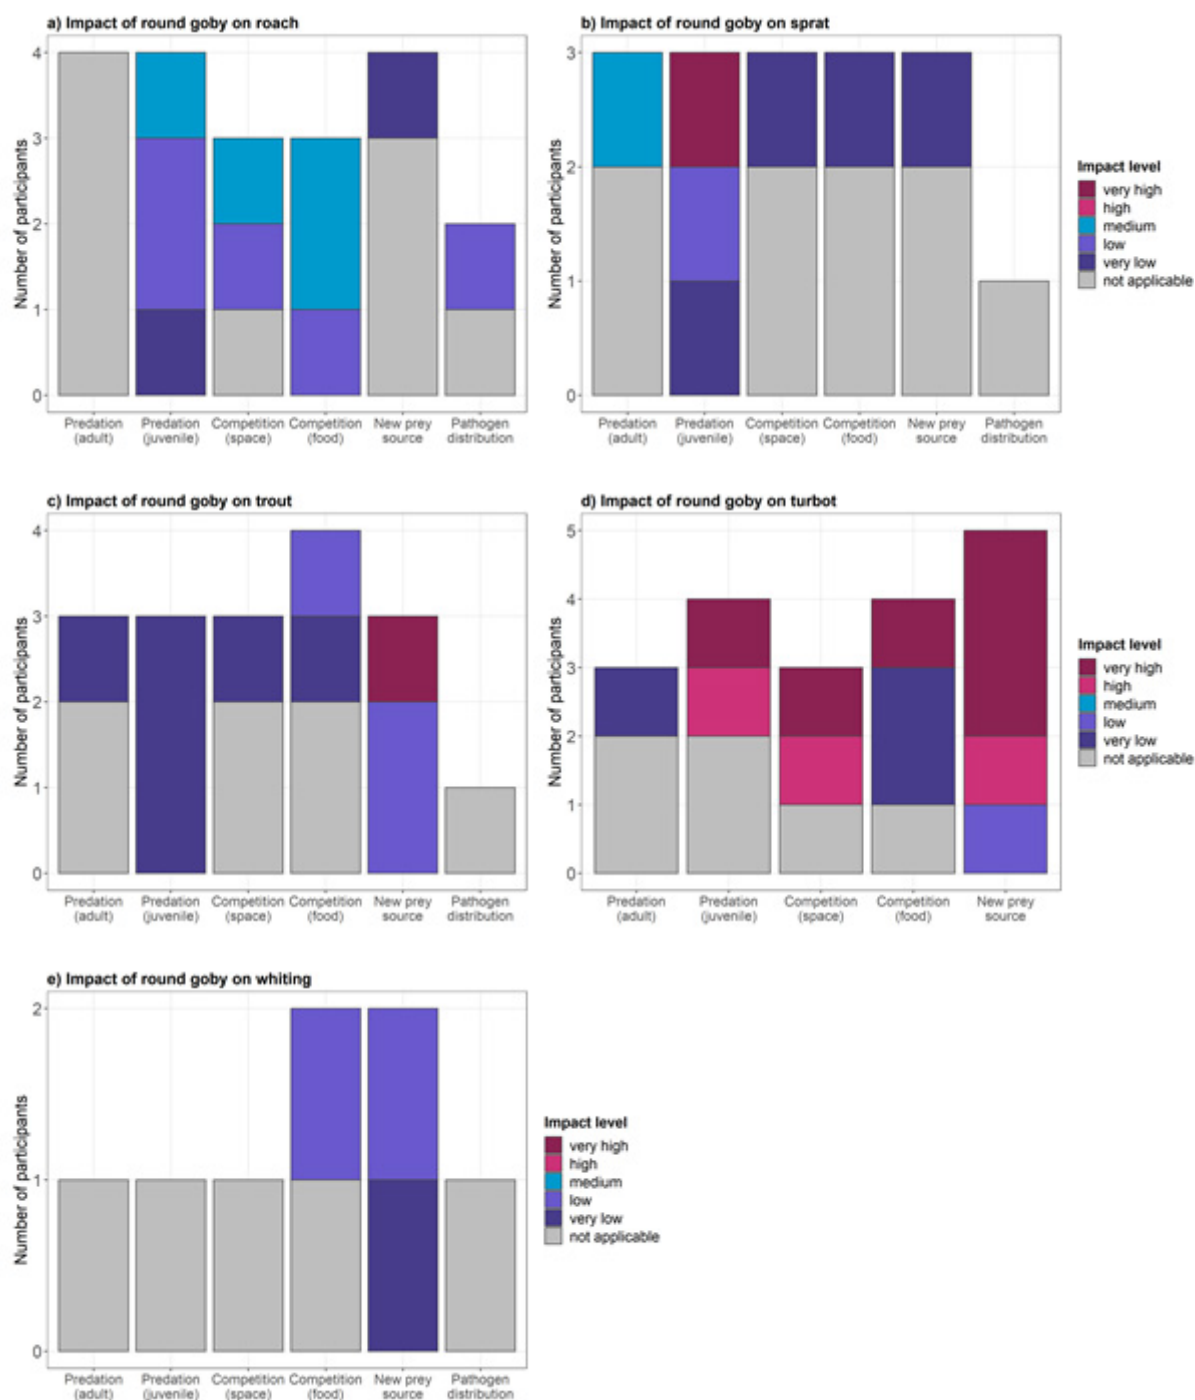 a) Impact of round goby on roach
Number of participants
4
3
2
1
0
Predation (adult)
Predation (juvenile)
Competition (space)
Competition (food)
New prey source
Pathogen distribution
b) Impact of round goby on sprat
Number of participants
3
2
1
0
Predation (adult)
Predation (juvenile)
Competition (space)
Competition (food)
New prey source
Pathogen distribution
Impact level
very high
high
medium
low
very low
not applicable
c) Impact of round goby on trout
Number of participants
4
3
2
1
0
Predation (adult)
Predation (juvenile)
Competition (space)
Competition (food)
New prey source
Pathogen distribution
d) Impact of round goby on turbot
Number of participants
5
4
3
2
1
0
Predation (adult)
Predation (juvenile)
Competition (space)
Competition (food)
New prey source
Impact level
very high
high
medium
low
very low
not applicable
e) Impact of round goby on whiting
Number of participants
2
1
0
Predation (adult)
Predation (juvenile)
Competition (space)
Competition (food)
New prey source
Pathogen distribution
Impact level
very high
high
medium
low
very low
not applicable